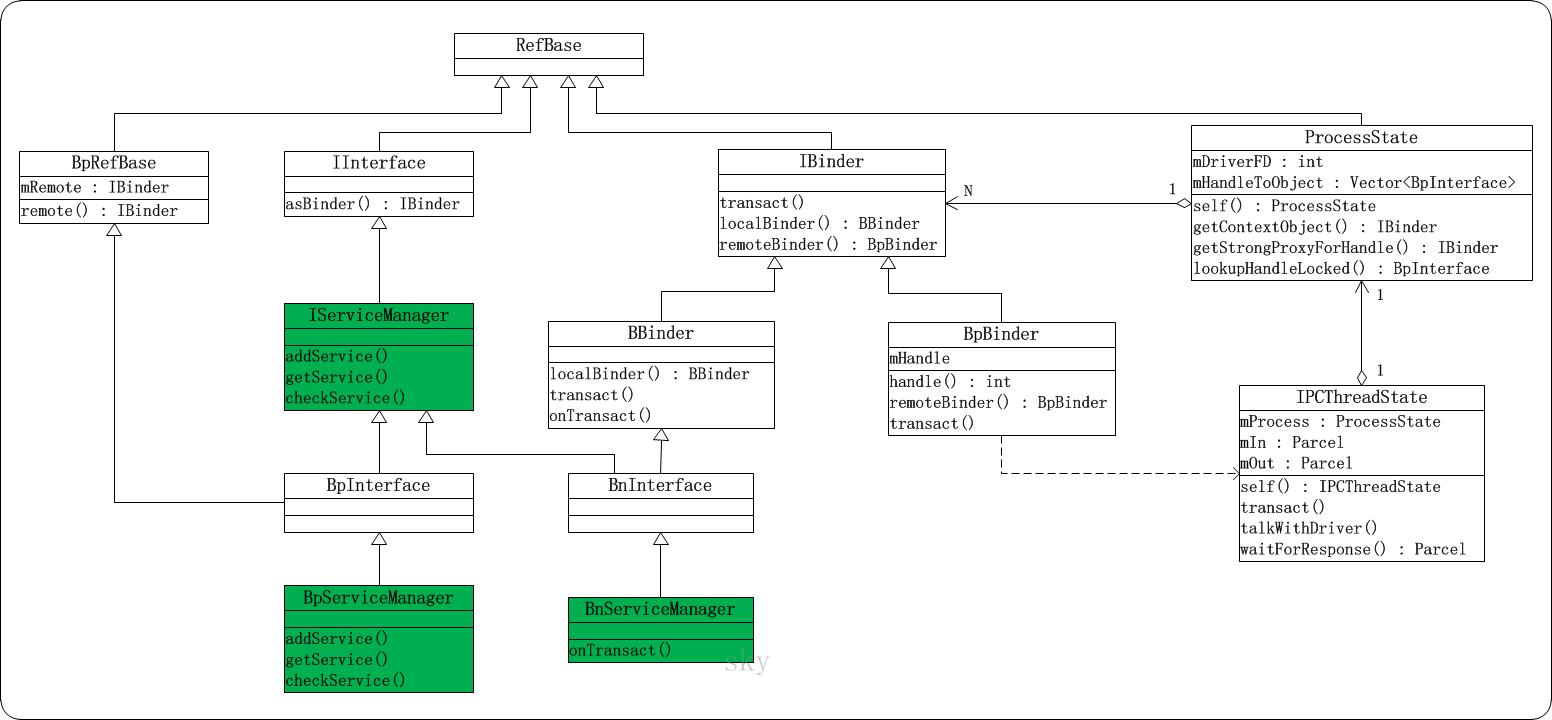 RefBase
BpRefBase
mRemote : IBinder
remote() : IBinder
IInterface
asBinder() : IBinder
IBinder
transact()
localBinder() : BBinder
remoteBinder() : BpBinder
N
1
ProcessState
mDriverFD : int
mHandleToObject : Vector<BpInterface>
self() : ProcessState
getContextObject() : IBinder
getStrongProxyForHandle() : IBinder
lookupHandleLocked() : BpInterface
1
1
IServiceManager
addService()
getService()
checkService()
BBinder
localBinder() : BBinder
transact()
onTransact()
BpBinder
mHandle
handle() : int
remoteBinder() : BpBinder
transact()
IPCThreadState
mProcess : ProcessState
mIn : Parcel
mOut : Parcel
self() : IPCThreadState
transact()
talkWithDriver()
waitForResponse() : Parcel
BpInterface
BnInterface
BpServiceManager
addService()
getService()
checkService()
BnServiceManager
onTransact()
sky